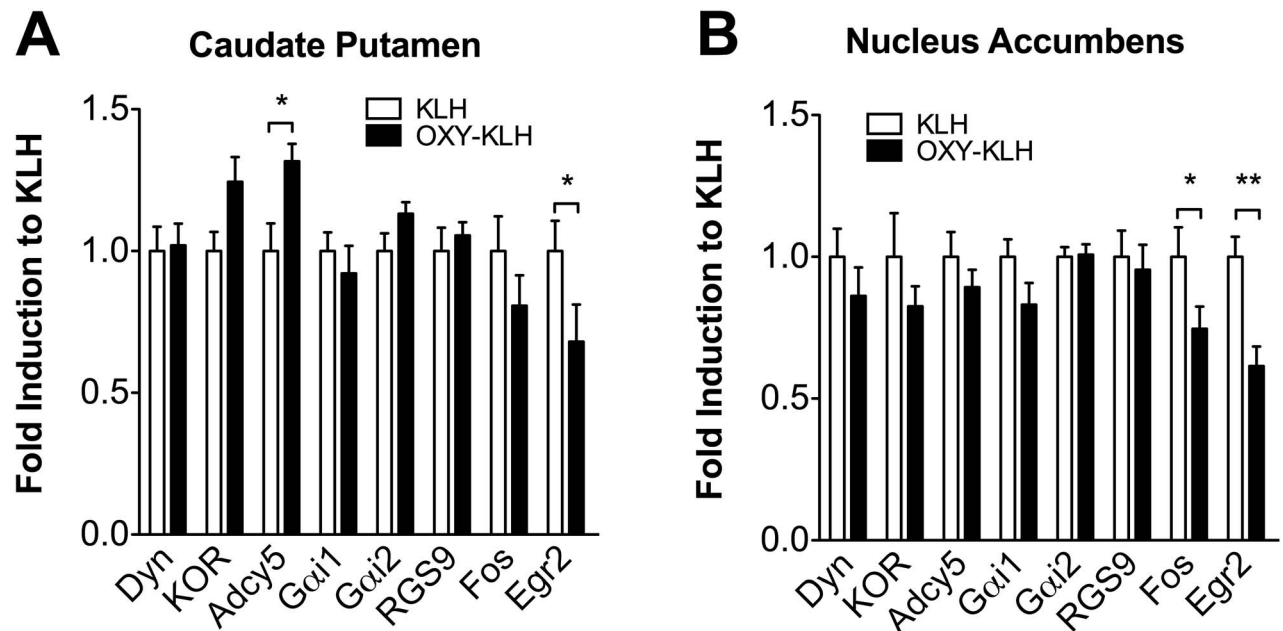 A
Caudate Putamen
Fold Induction to KLH
1.5
1.0
0.5
0.0
KLH
OXY-KLH
*
*
Dyn
KOR
Adcy5
Gαi1
Gαi2
RGS9
Fos
Egr2
B
Nucleus Accumbens
Fold Induction to KLH
1.5
1.0
0.5
0.0
KLH
OXY-KLH
*
**
Dyn
KOR
Adcy5
Gαi1
Gαi2
RGS9
Fos
Egr2